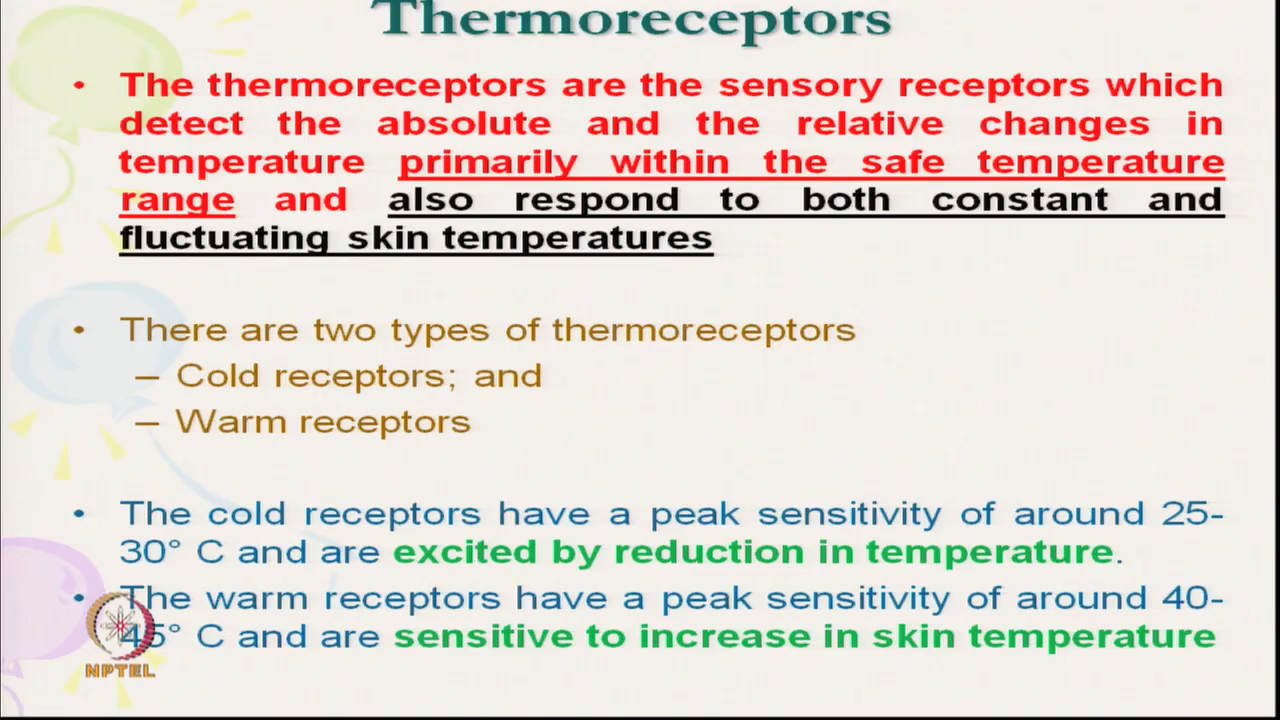 Thermoreceptors
• The thermoreceptors are the sensory receptors which
detect the absolute and the relative changes in
temperature primarily within the safe temperature
range and also respond to both constant and
fluctuating skin temperatures
• There are two types of thermoreceptors
– Cold receptors; and
– Warm receptors
• The cold receptors have a peak sensitivity of around 25-
30° C and are excited by reduction in temperature.
• The warm receptors have a peak sensitivity of around 40-
45° C and are sensitive to increase in skin temperature
NPTEL